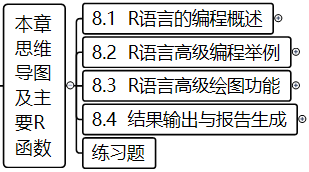 本章
思维
导图
及主
要R
函数
8.1 R语言的编程概述
8.2 R语言高级编程举例
8.3 R语言高级绘图功能
8.4 结果输出与报告生成
练习题